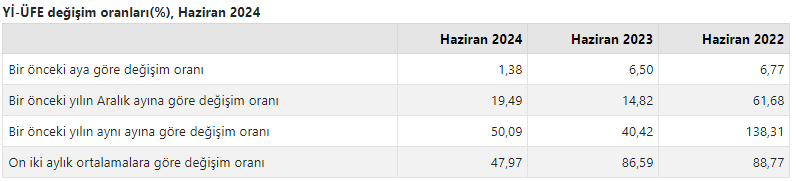 Yİ-ÜFE değişim oranları(%), Haziran 2024
Haziran 2024 Haziran 2023 Haziran 2022
Bir önceki aya göre değişim oranı 1,38 6,50 6,77
Bir önceki yılın Aralık ayına göre değişim oranı 19,49 14,82 61,68
Bir önceki yılın aynı ayına göre değişim oranı 50,09 40,42 138,31
On iki aylık ortalamalara göre değişim oranı 47,97 86,59 88,77